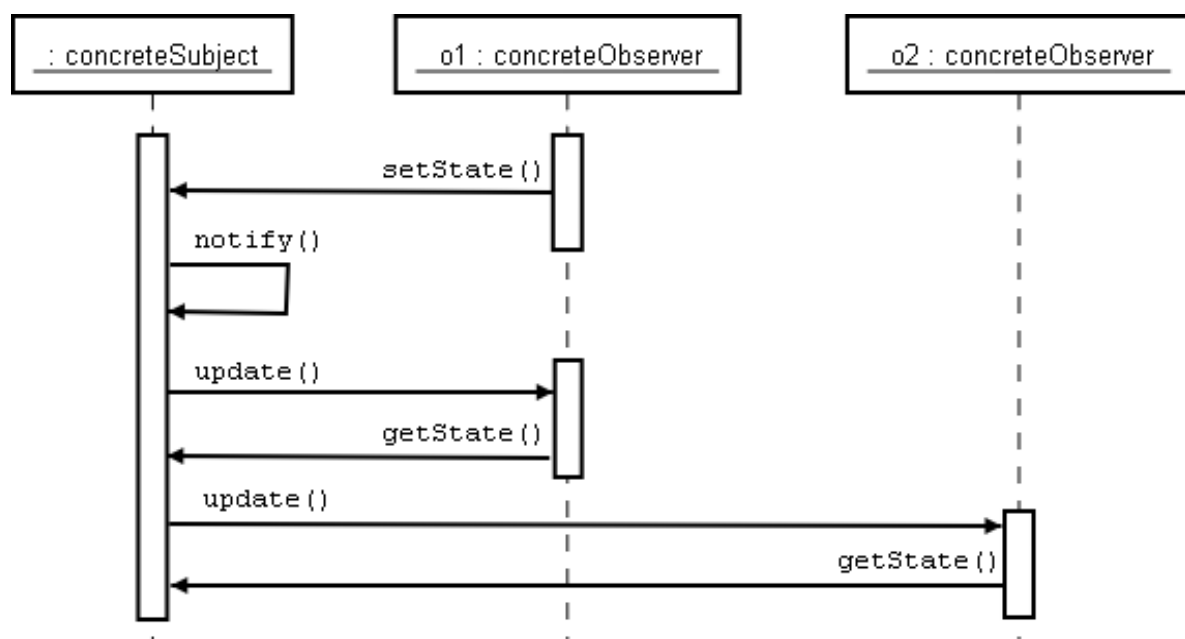 : concreteSubject
o1 : concreteObserver
o2 : concreteObserver
setState()
notify()
update()
getState()
update()
getState()